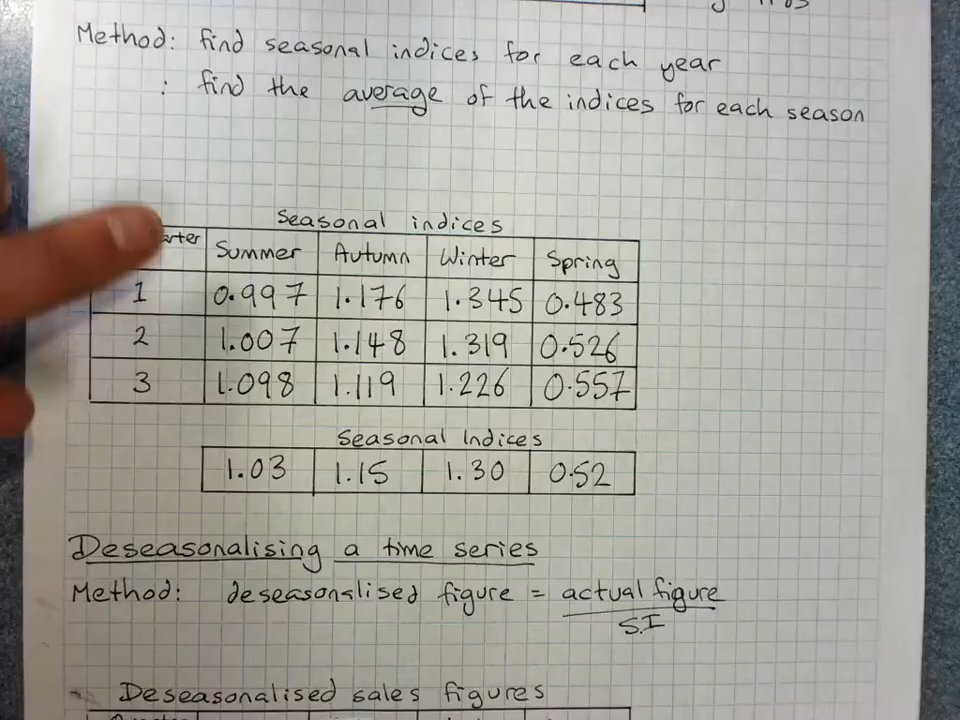 Method: find seasonal indices for each year
: find the average of the indices for each season
Seasonal indices
Summer Autumn Winter Spring
1 0.997 1.176 1.345 0.483
2 1.007 1.148 1.319 0.526
3 1.098 1.119 1.226 0.557
Seasonal Indices
1.03 1.15 1.30 0.52
Deseasonalising a time series
Method: deseasonalised figure = actual figure
S.I
Deseasonalised sales figures